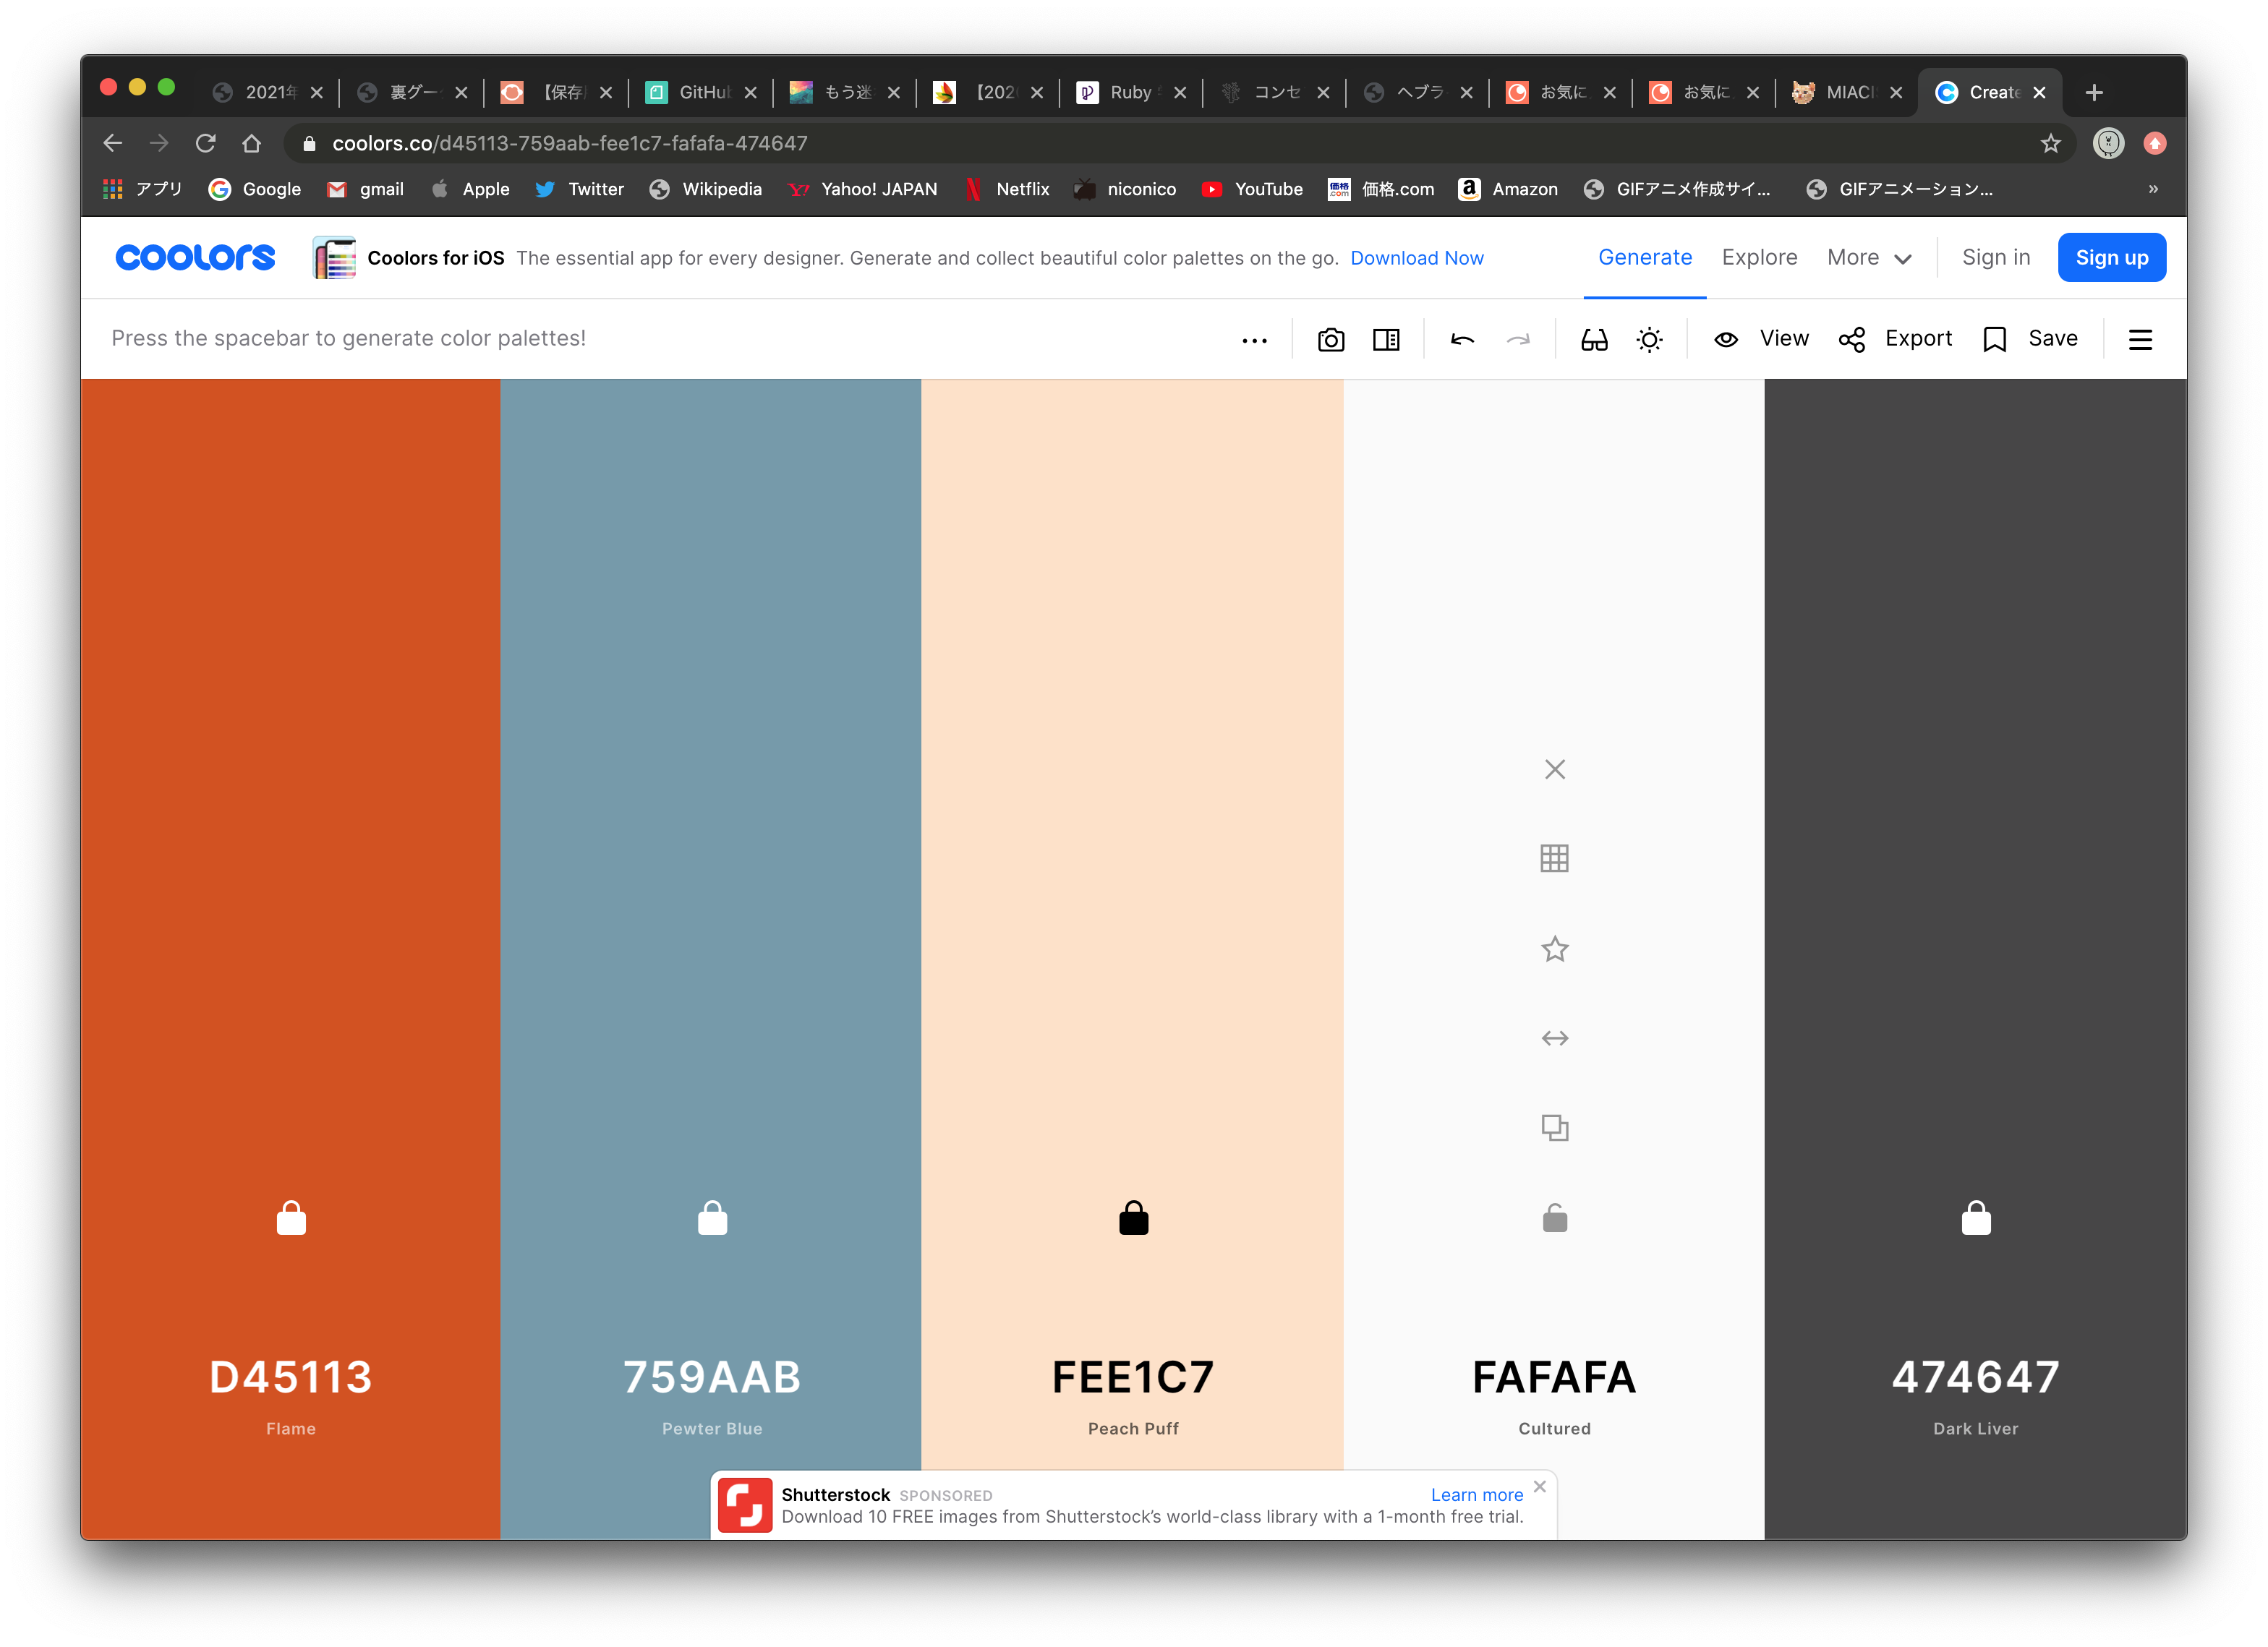 2021年
裏グー
【保存
GitHub
もう迷
【202
Ruby
コンセ
ヘブラ
お気に
お気に
MIACI
Create
coolors.co/d45113-759aab-fee1c7-fafafa-474647
アプリ Google gmail Apple Twitter Wikipedia Yahoo! JAPAN Netflix niconico YouTube 価格.com Amazon GIFアニメ作成サイ... GIFアニメーション... »
coolors Coolors for iOS The essential app for every designer. Generate and collect beautiful color palettes on the go. Download Now Generate Explore More Sign in Sign up
Press the spacebar to generate color palettes! View Export Save
D45113
Flame
759AAB
Pewter Blue
FEE1C7
Peach Puff
FAFAFA
Cultured
474647
Dark Liver
Shutterstock SPONSORED Learn more
Download 10 FREE images from Shutterstock's world-class library with a 1-month free trial.